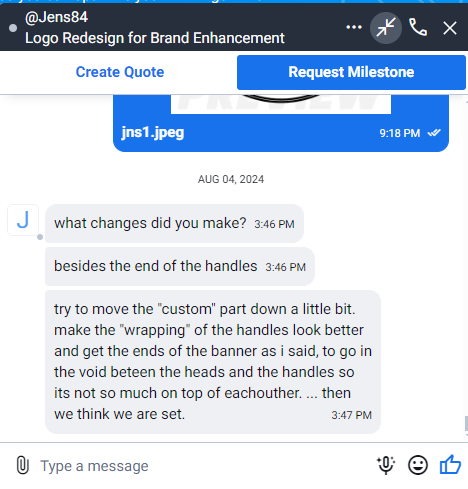 @Jens84
Logo Redesign for Brand Enhancement
Create Quote
Request Milestone
PREVIEW
jns1.jpeg
9:18 PM
AUG 04, 2024
J
what changes did you make? 3:46 PM
besides the end of the handles 3:46 PM
try to move the "custom" part down a little bit.
make the "wrapping" of the handles look better
and get the ends of the banner as i said, to go in
the void beteen the heads and the handles so
its not so much on top of eachouther. ... then
we think we are set. 3:47 PM
Type a message